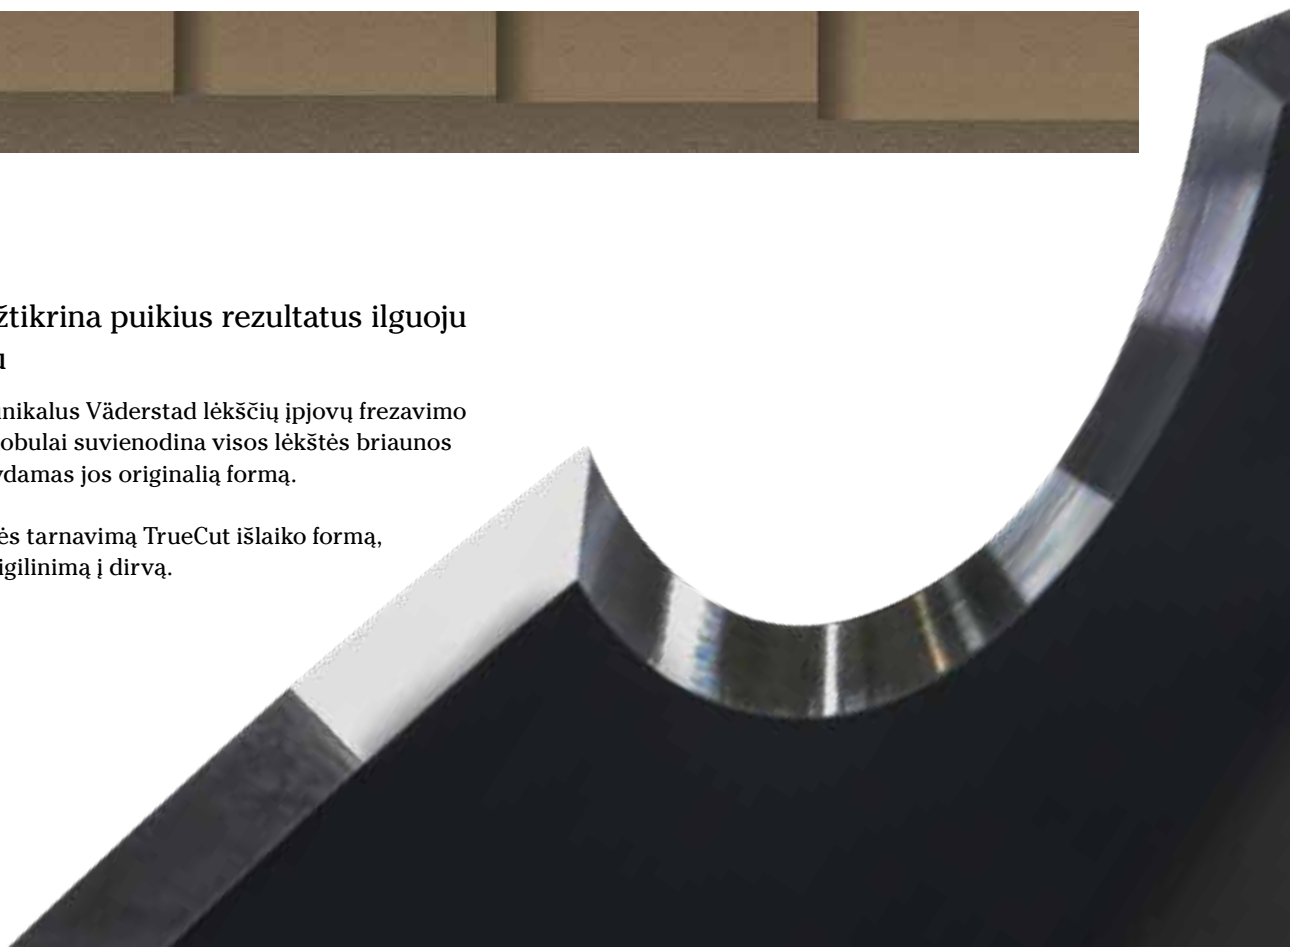 žtikrina puikius rezultatus ilguoju
u
unikalus Väderstad lėkščių įpjovų frezavimo
obulai suvienodina visos lėkštės briaunos
ydamas jos originalią formą.
ės tarnavimą TrueCut išlaiko formą,
igilinimą į dirvą.